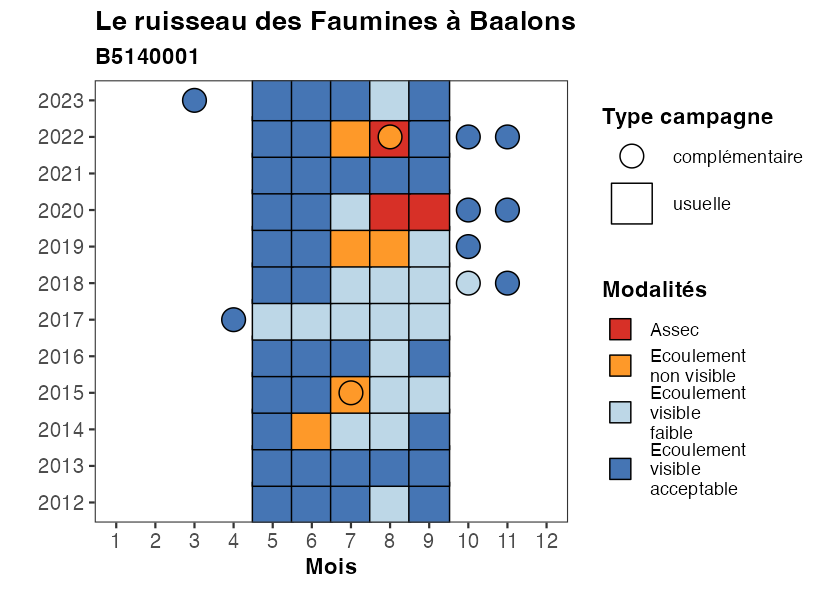 Le ruisseau des Faumines à Baalons
B5140001
2023
2022
2021
2020
2019
2018
2017
2016
2015
2014
2013
2012
1 2 3 4 5 6 7 8 9 10 11 12
Mois
Type campagne
complémentaire
usuelle
Modalités
Assec
Ecoulement
non visible
Ecoulement
visible
faible
Ecoulement
visible
acceptable